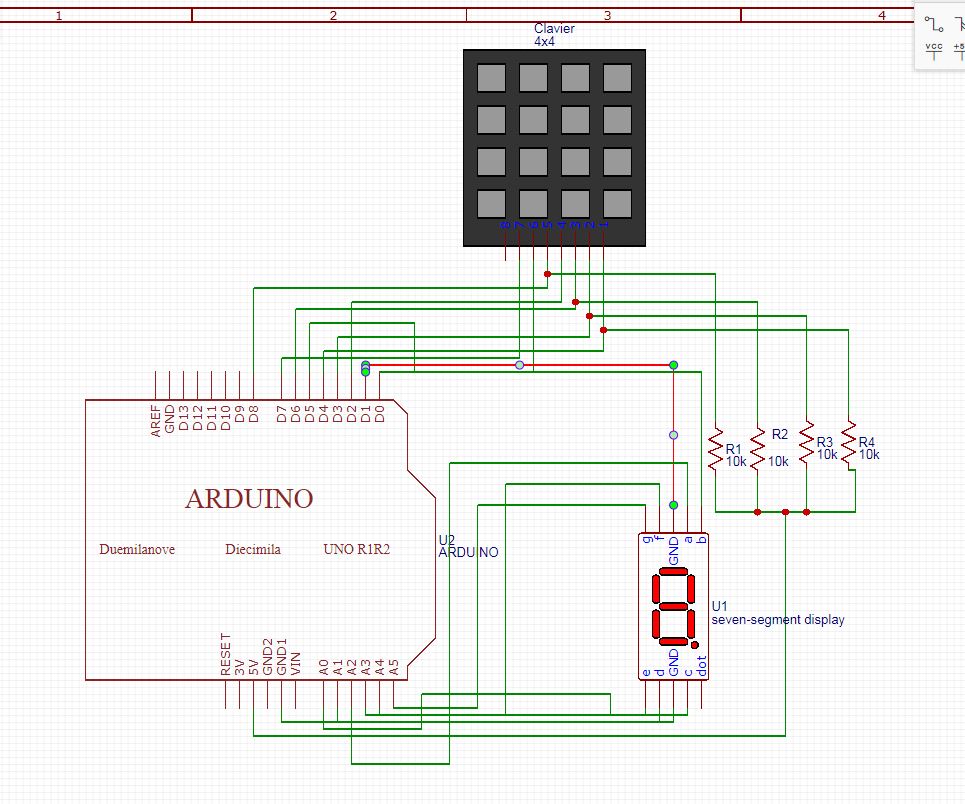 1 2 3 4
VCC +5
Clavier
4x4
8 7 6 5 4 3 2 1
AREF GND D13 D12 D11 D10 D9 D8 D7 D6 D5 D4 D3 D2 D1 D0
R1
10k
R2
10k
R3
10k
R4
10k
ARDUINO
Duemilanove Diecimila UNO R1R2
U2
ARDUINO
g f GND a b
U1
seven-segment display
e d GND c dot
RESET 3V 5V GND2 GND1 VIN A0 A1 A2 A3 A4 A5